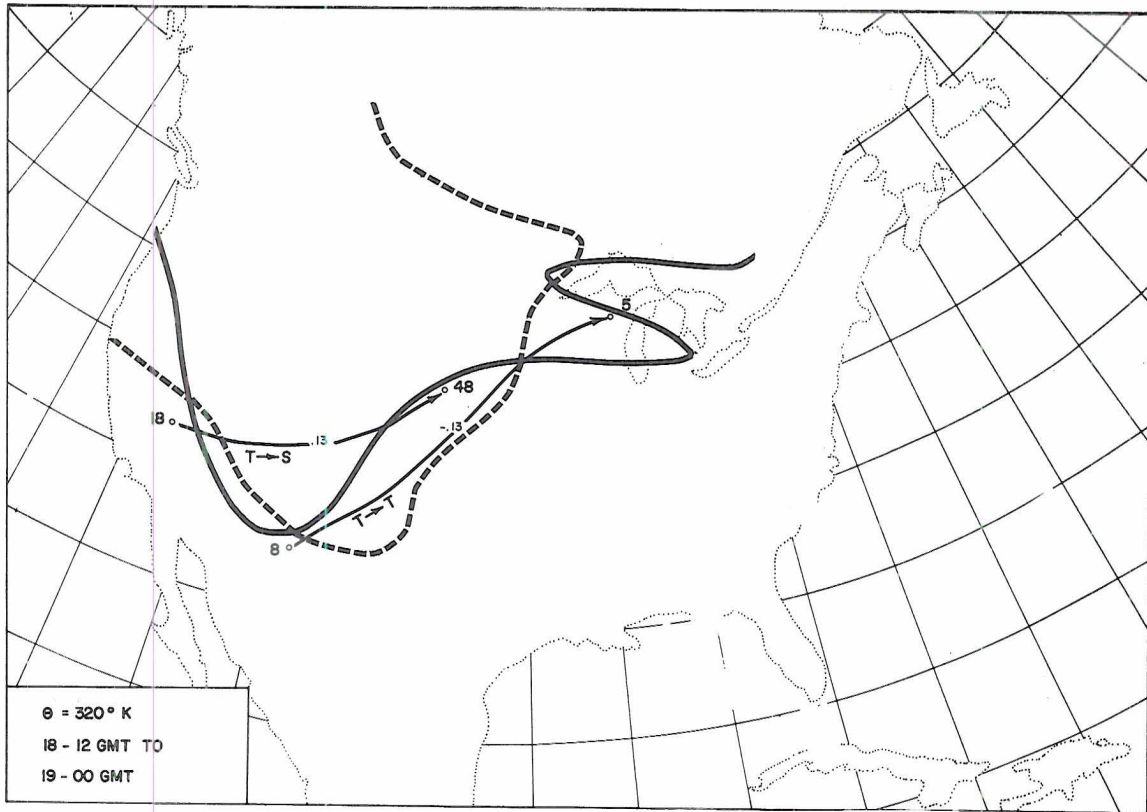 5
48
18
.13
-.13
T→S
T→T
8
θ = 320° K
18 - 12 GMT TO
19 - 00 GMT